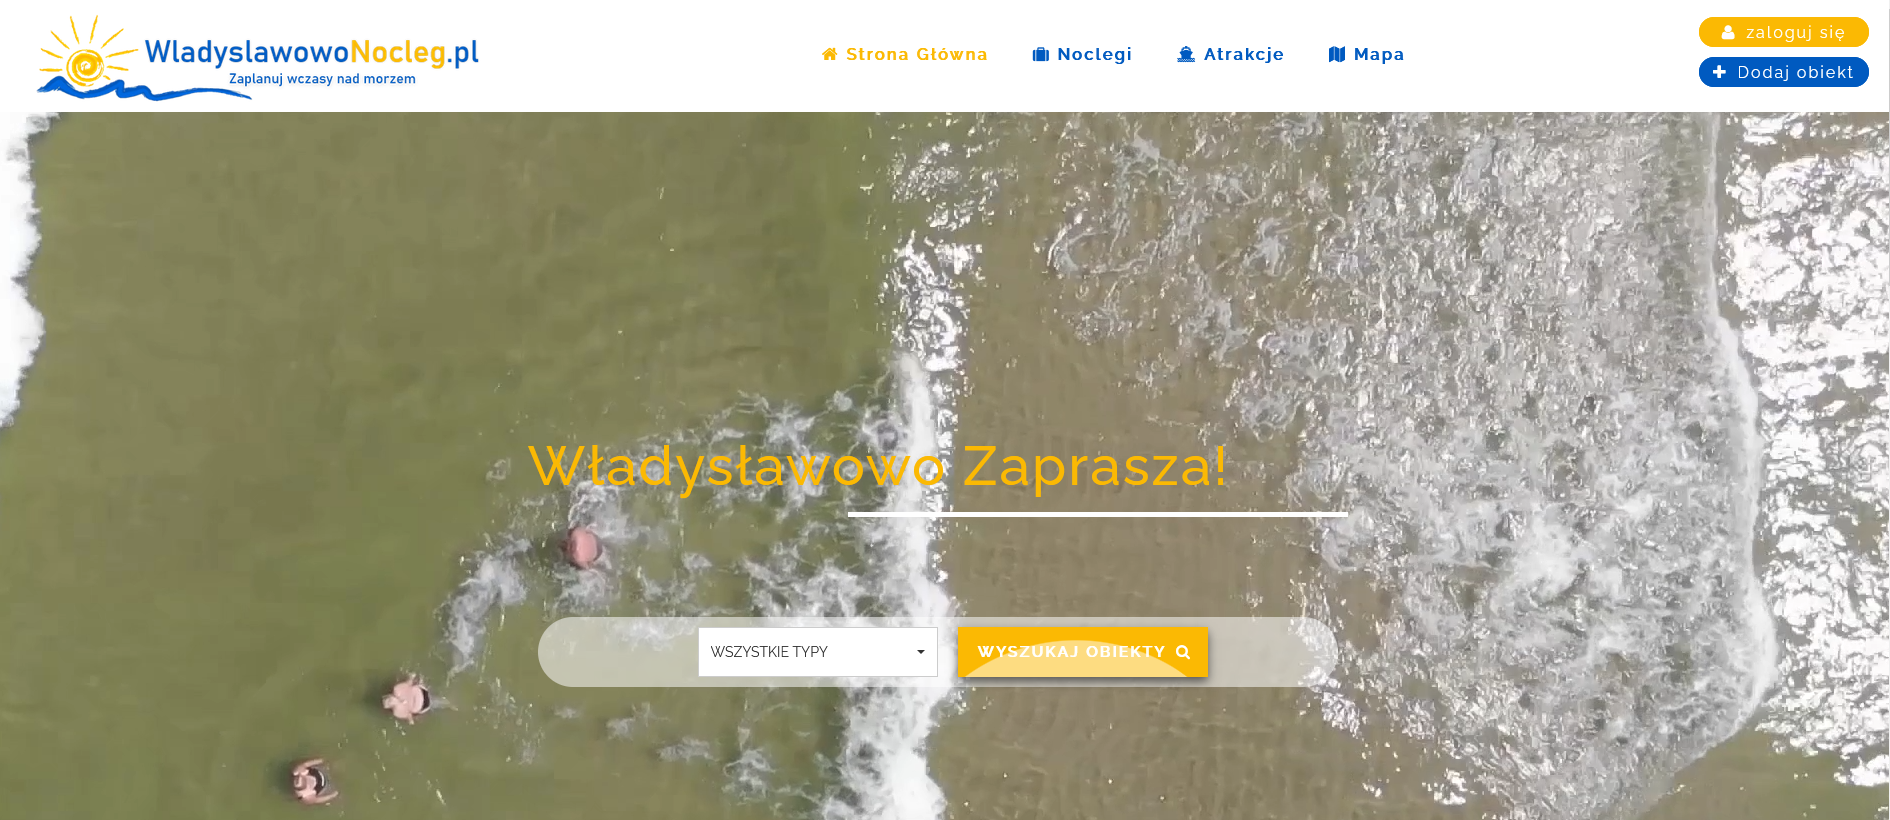 WladyslawowoNocleg.pl
Zaplanuj wczasy nad morzem
Strona Główna
Noclegi
Atrakcje
Mapa
zaloguj się
Dodaj obiekt
Władysławowo Zaprasza!
WSZYSTKIE TYPY
WYSZUKAJ OBIEKTY